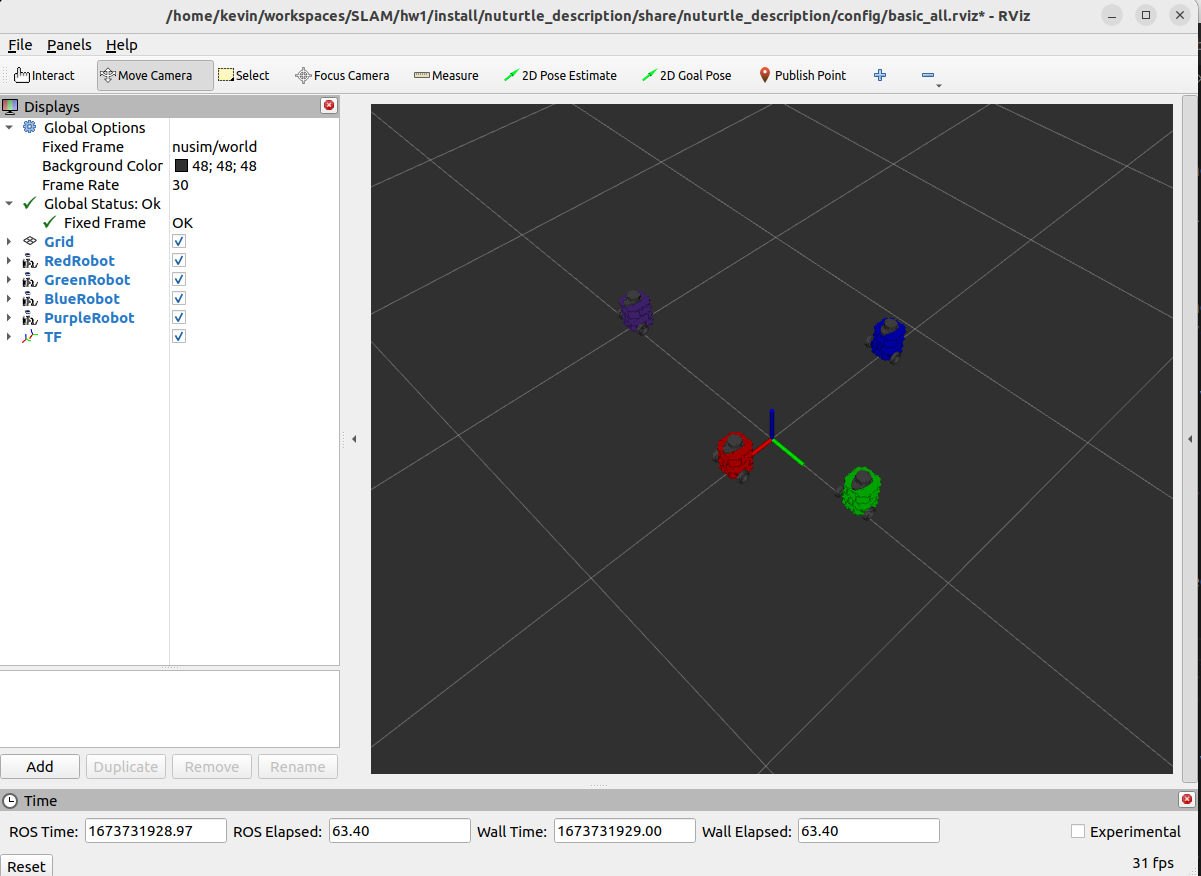 /home/kevin/workspaces/SLAM/hw1/install/nuturtle_description/share/nuturtle_description/config/basic_all.rviz* - RViz
File Panels Help
Interact Move Camera Select Focus Camera Measure 2D Pose Estimate 2D Goal Pose Publish Point
Displays
Global Options
Fixed Frame nusim/world
Background Color 48; 48; 48
Frame Rate 30
Global Status: Ok
Fixed Frame OK
Grid
RedRobot
GreenRobot
BlueRobot
PurpleRobot
TF
Add Duplicate Remove Rename
Time
ROS Time: 1673731928.97 ROS Elapsed: 63.40 Wall Time: 1673731929.00 Wall Elapsed: 63.40 Experimental
Reset 31 fps